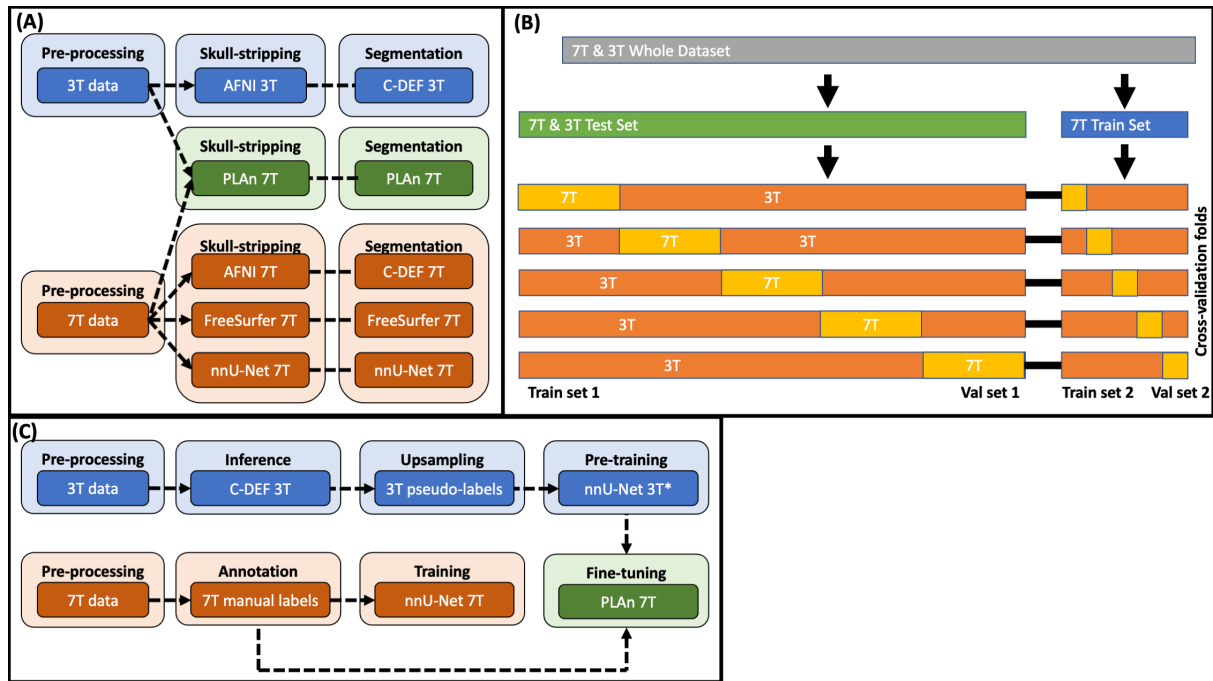 (A)
Pre-processing
Skull-stripping
Segmentation
3T data
AFNI 3T
C-DEF 3T
Skull-stripping
Segmentation
PLAn 7T
PLAn 7T
Skull-stripping
Segmentation
AFNI 7T
C-DEF 7T
Pre-processing
7T data
FreeSurfer 7T
FreeSurfer 7T
nnU-Net 7T
nnU-Net 7T
(B)
7T & 3T Whole Dataset
7T & 3T Test Set
7T Train Set
7T
3T
3T
7T
3T
3T
7T
3T
7T
3T
7T
Train set 1
Val set 1
Train set 2
Val set 2
Cross-validation folds
(C)
Pre-processing
Inference
Upsampling
Pre-training
3T data
C-DEF 3T
3T pseudo-labels
nnU-Net 3T*
Pre-processing
Annotation
Training
Fine-tuning
7T data
7T manual labels
nnU-Net 7T
PLAn 7T